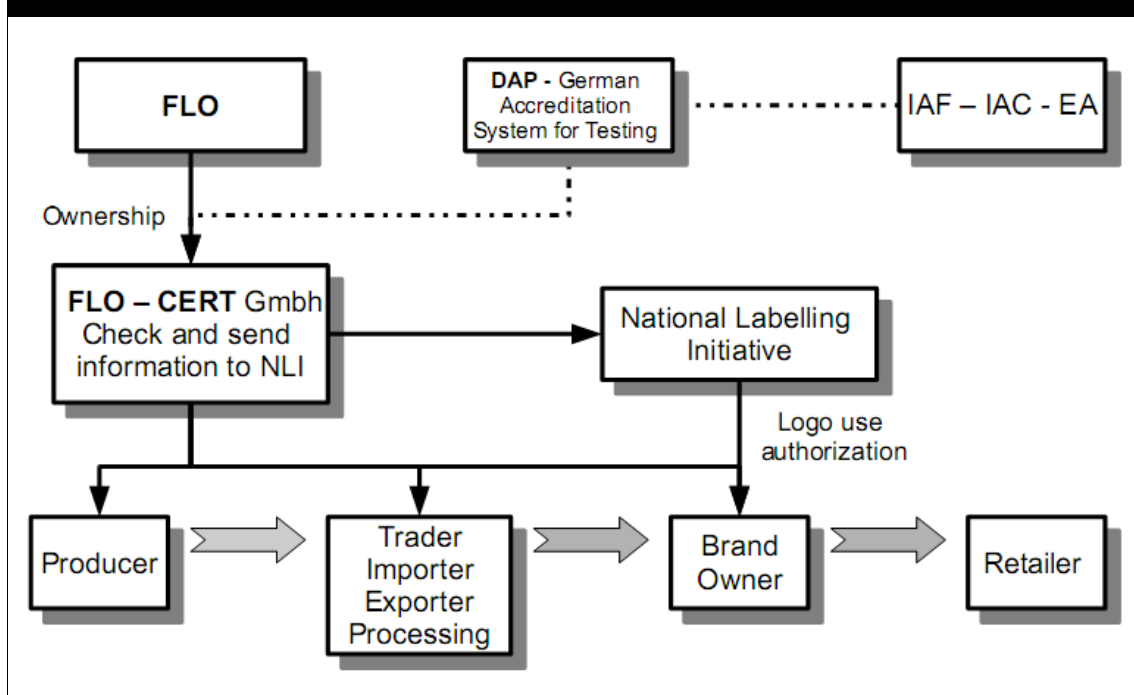 FLO
DAP - German
Accreditation
System for Testing
IAF – IAC - EA
Ownership
FLO – CERT Gmbh
Check and send
information to NLI
National Labelling
Initiative
Logo use
authorization
Producer
Trader
Importer
Exporter
Processing
Brand
Owner
Retailer